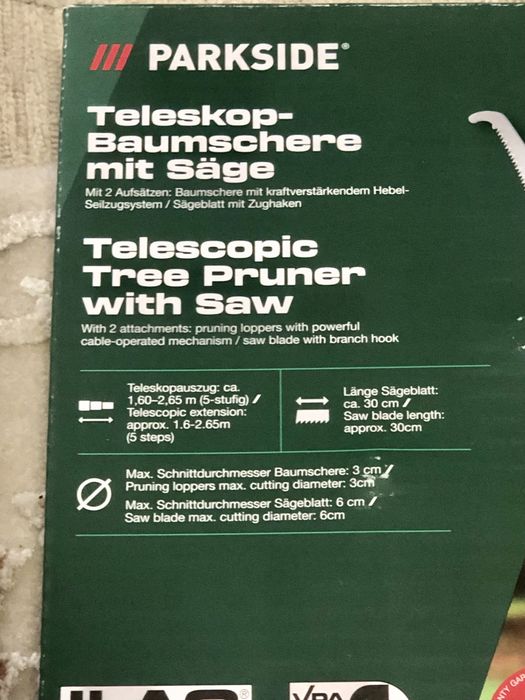 PARKSIDE®
Teleskop-
Baumschere
mit Säge
Mit 2 Aufsätzen: Baumschere mit kraftverstärkendem Hebel-
Seilzugsystem / Sägeblatt mit Zughaken
Telescopic
Tree Pruner
with Saw
With 2 attachments: pruning loppers with powerful
cable-operated mechanism / saw blade with branch hook
Teleskopauszug: ca.
1,60–2,65 m (5-stufig) /
Telescopic extension:
approx. 1.6-2.65m
(5 steps)
Länge Sägeblatt:
ca. 30 cm /
Saw blade length:
approx. 30cm
Max. Schnittdurchmesser Baumschere: 3 cm /
Pruning loppers max. cutting diameter: 3cm
Max. Schnittdurchmesser Sägeblatt: 6 cm /
Saw blade max. cutting diameter: 6cm